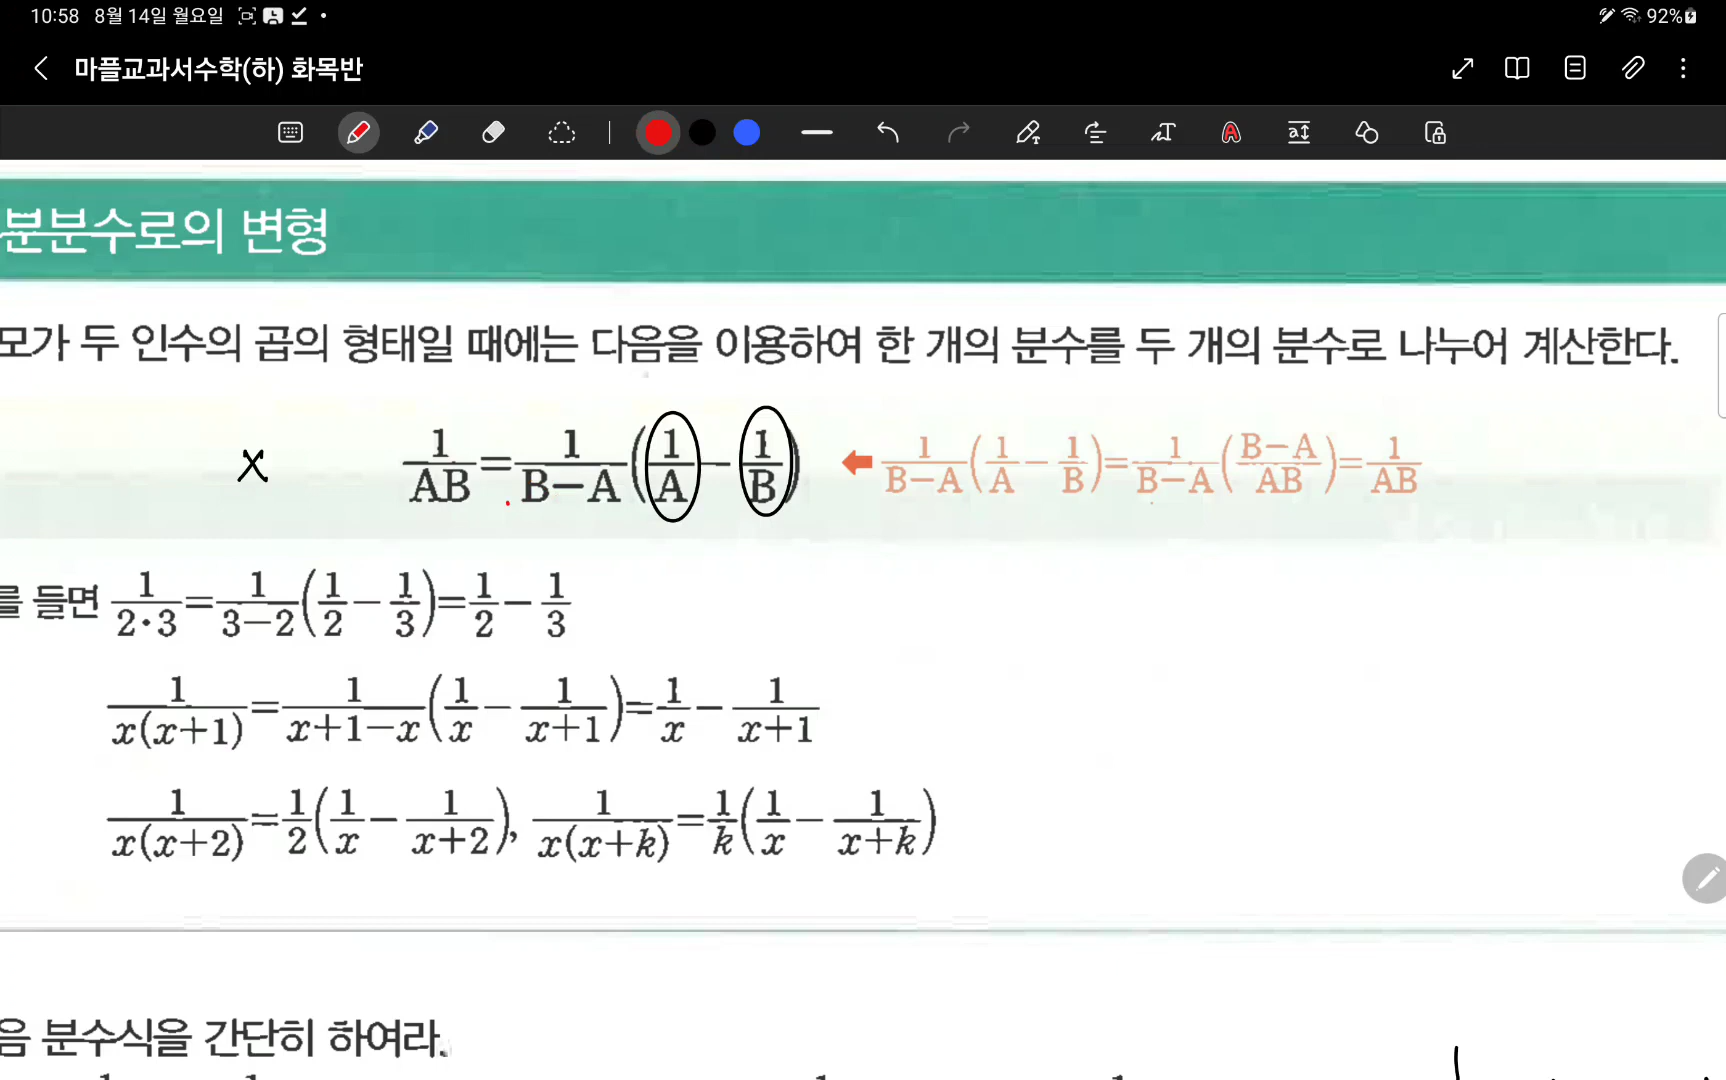 10:58 8월 14일 월요일 92%
마플교과서수학(하) 화목반
분분수로의 변형
모가 두 인수의 곱의 형태일 때에는 다음을 이용하여 한 개의 분수를 두 개의 분수로 나누어 계산한다.
x 1/AB = 1/(B−A) (1/A − 1/B) ← 1/(B−A) (1/A − 1/B) = 1/(B−A) ((B−A)/AB) = 1/AB
를 들면 1/(2·3) = 1/(3−2) (1/2 − 1/3) = 1/2 − 1/3
1/(x(x+1)) = 1/(x+1−x) (1/x − 1/(x+1)) = 1/x − 1/(x+1)
1/(x(x+2)) = 1/2 (1/x − 1/(x+2)), 1/(x(x+k)) = 1/k (1/x − 1/(x+k))
음 분수식을 간단히 하여라.